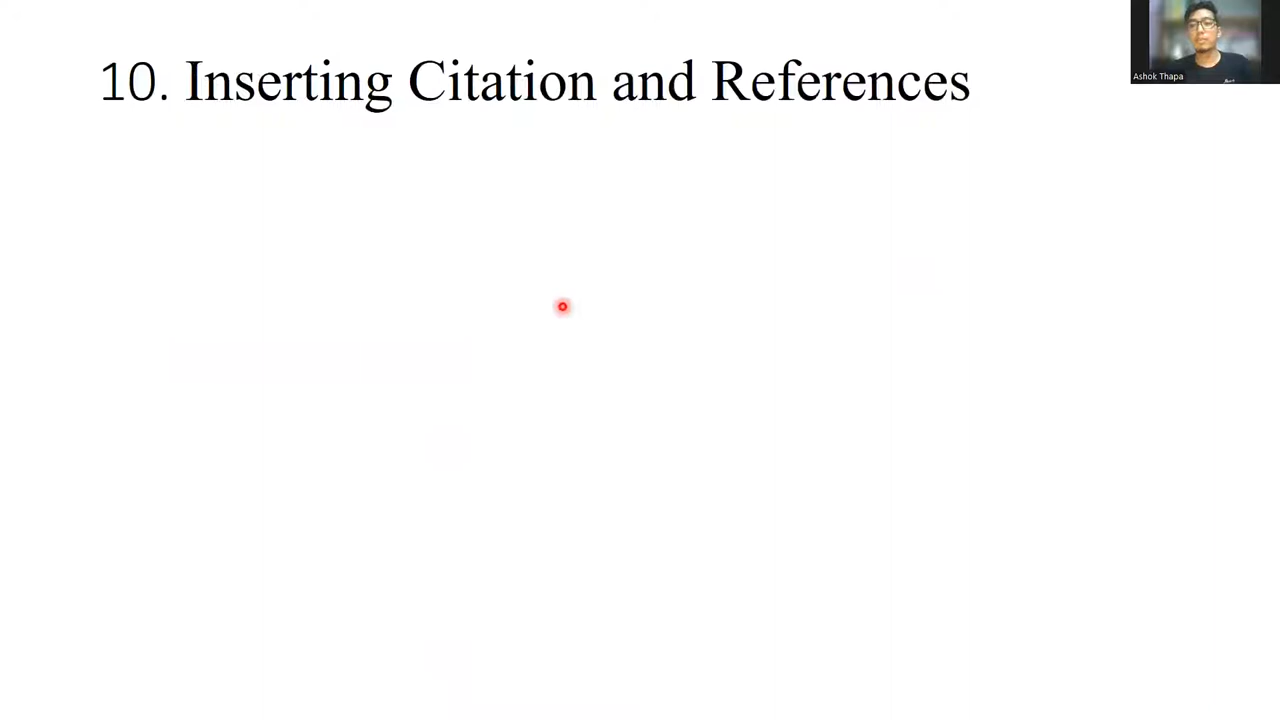 10. Inserting Citation and References
Ashok Thapa